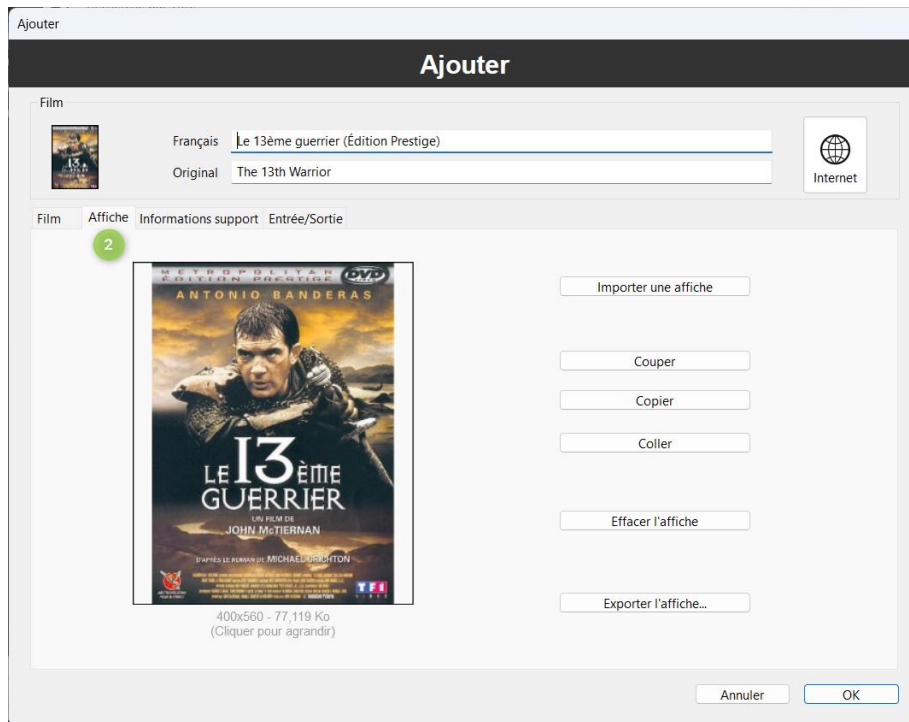 Ajouter
Ajouter
Film
Français Le 13ème guerrier (Édition Prestige)
Original The 13th Warrior
Internet
Film Affiche Informations support Entrée/Sortie
2
METROPOLITAN
ÉDITION PRESTIGE DVD
ANTONIO BANDERAS
LE 13ÈME
GUERRIER
UN FILM DE
JOHN McTIERNAN
D'APRÈS LE ROMAN DE MICHAEL CRICHTON
TF1
VIDEO
400x560 - 77,119 Ko
(Cliquer pour agrandir)
Importer une affiche
Couper
Copier
Coller
Effacer l'affiche
Exporter l'affiche...
Annuler OK